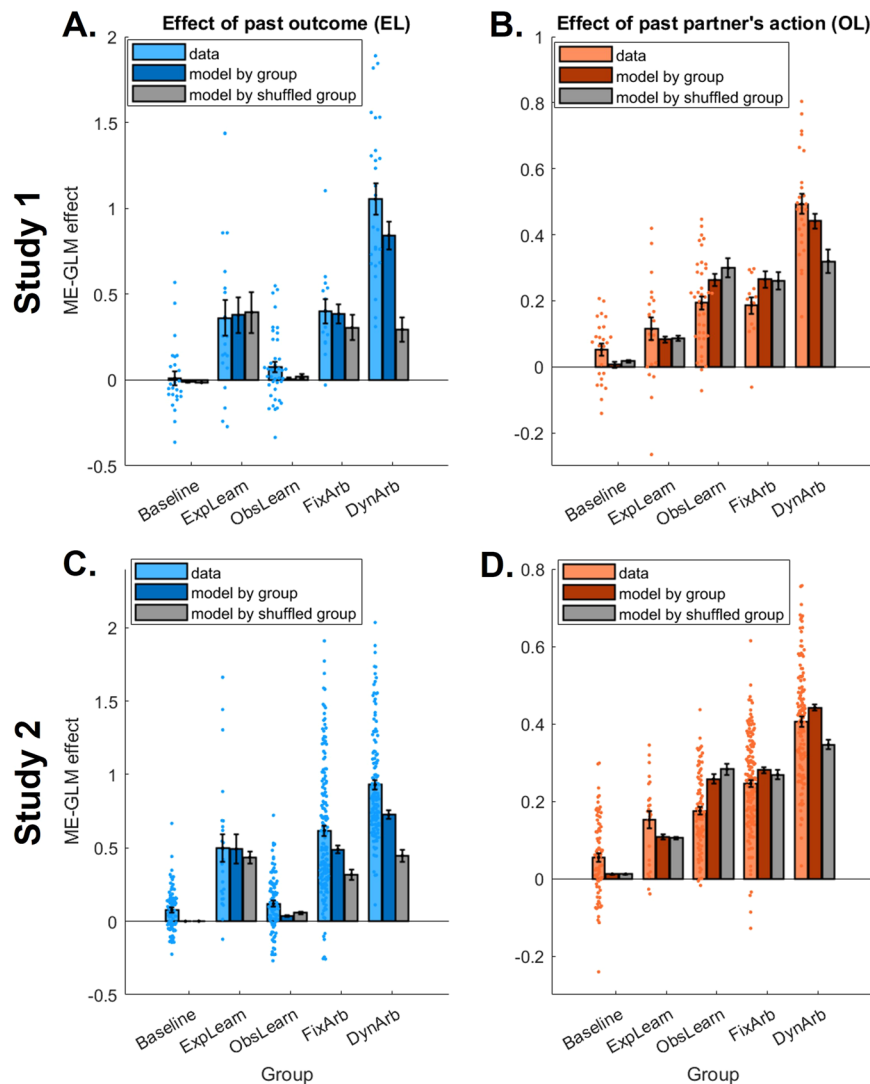 A.
Effect of past outcome (EL)
data
model by group
model by shuffled group
2
1.5
1
0.5
0
-0.5
ME-GLM effect
Study 1
Baseline
ExpLearn
ObsLearn
FixArb
DynArb
B.
Effect of past partner's action (OL)
data
model by group
model by shuffled group
1
0.8
0.6
0.4
0.2
0
-0.2
Baseline
ExpLearn
ObsLearn
FixArb
DynArb
C.
data
model by group
model by shuffled group
2
1.5
1
0.5
0
-0.5
ME-GLM effect
Study 2
Baseline
ExpLearn
ObsLearn
FixArb
DynArb
Group
D.
data
model by group
model by shuffled group
0.8
0.6
0.4
0.2
0
-0.2
Baseline
ExpLearn
ObsLearn
FixArb
DynArb
Group